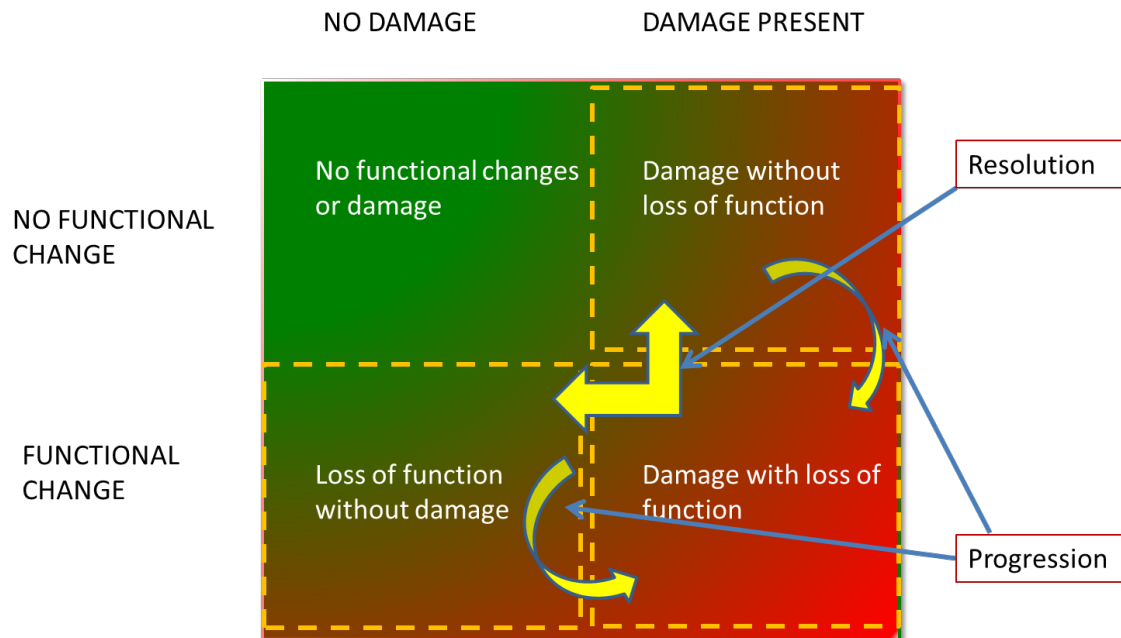 NO DAMAGE
DAMAGE PRESENT
No functional changes
or damage
Damage without
loss of function
Resolution
NO FUNCTIONAL
CHANGE
FUNCTIONAL
CHANGE
Loss of function
without damage
Damage with loss of
function
Progression